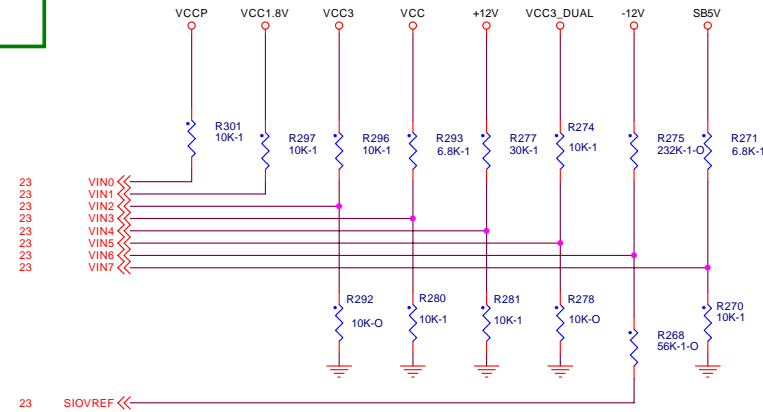 VCCP VCC1.8V VCC3 VCC +12V VCC3_DUAL -12V SB5V
R301
10K-1
R297
10K-1
R296
10K-1
R293
6.8K-1
R277
30K-1
R274
10K-1
R275
232K-1-O
R271
6.8K-1
23 VIN0
23 VIN1
23 VIN2
23 VIN3
23 VIN4
23 VIN5
23 VIN6
23 VIN7
R292
10K-O
R280
10K-1
R281
10K-1
R278
10K-O
R268
56K-1-O
R270
10K-1
23 SIOVREF